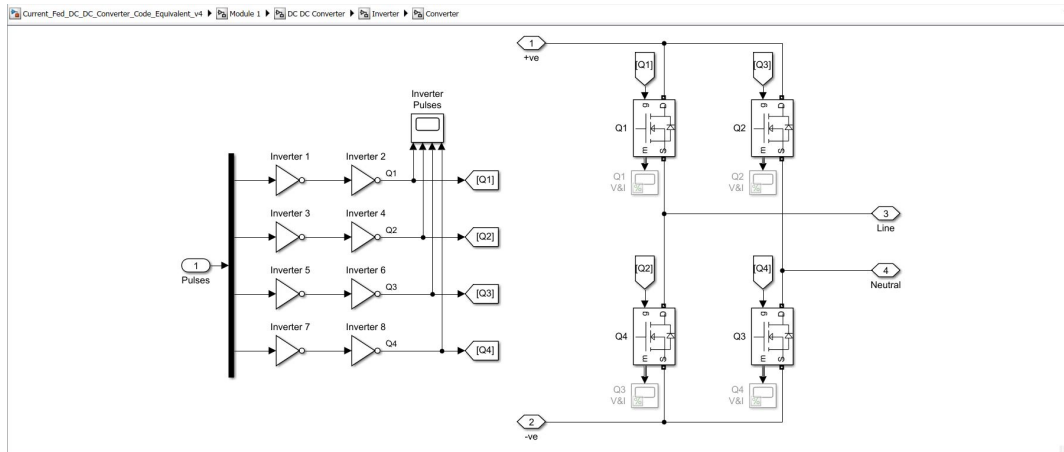 Current_Fed_DC_DC_Converter_Code_Equivalent_v4 Module 1 DC DC Converter Inverter Converter
1
+ve
[Q1]
[Q3]
Inverter
Pulses
g
D
g
D
Q1
Q2
m
S
m
S
Inverter 1
Inverter 2
Q1
[Q1]
Q1
V&I
Q2
V&I
Inverter 3
Inverter 4
Q2
[Q2]
3
Line
1
Pulses
[Q2]
[Q4]
4
Neutral
Inverter 5
Inverter 6
Q3
[Q3]
g
D
g
D
Q4
Q3
m
S
m
S
Inverter 7
Inverter 8
Q4
[Q4]
Q3
V&I
Q4
V&I
2
-ve